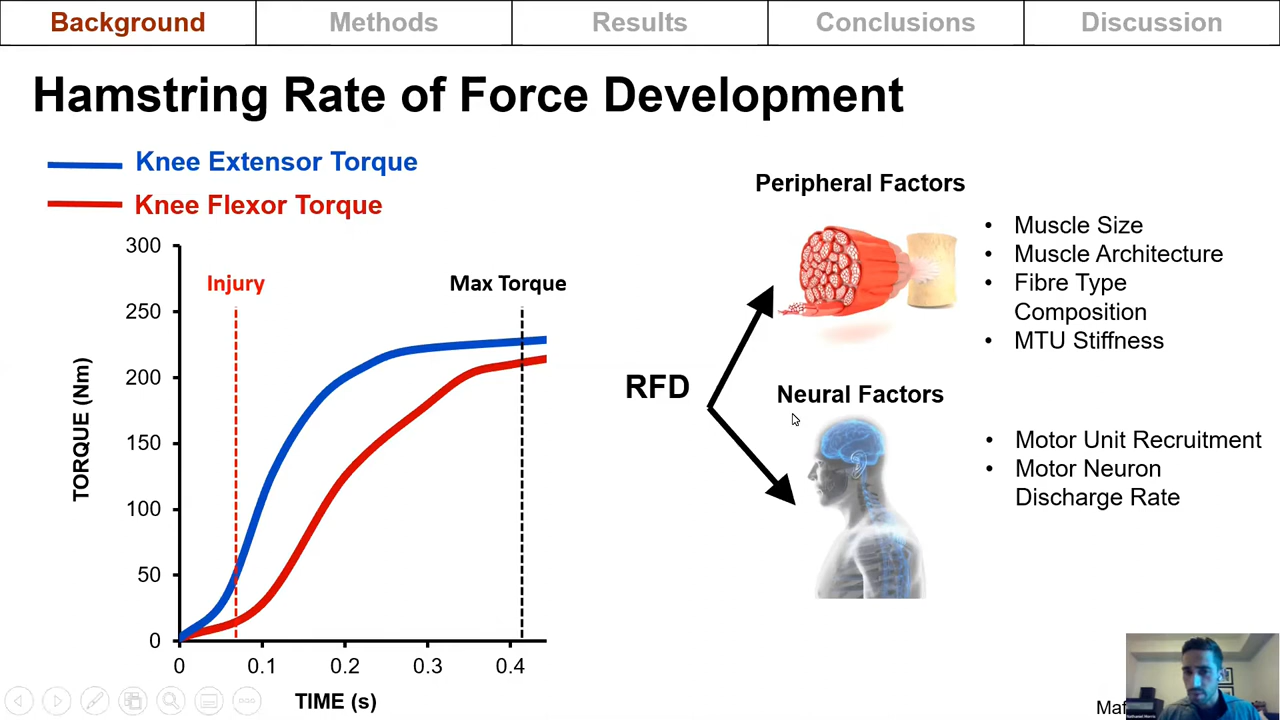 Background
Methods
Results
Conclusions
Discussion
Hamstring Rate of Force Development
Knee Extensor Torque
Knee Flexor Torque
300
250
200
150
100
50
0
TORQUE (Nm)
Injury
Max Torque
0
0.1
0.2
0.3
0.4
TIME (s)
RFD
Peripheral Factors
• Muscle Size
• Muscle Architecture
• Fibre Type
Composition
• MTU Stiffness
Neural Factors
• Motor Unit Recruitment
• Motor Neuron
Discharge Rate